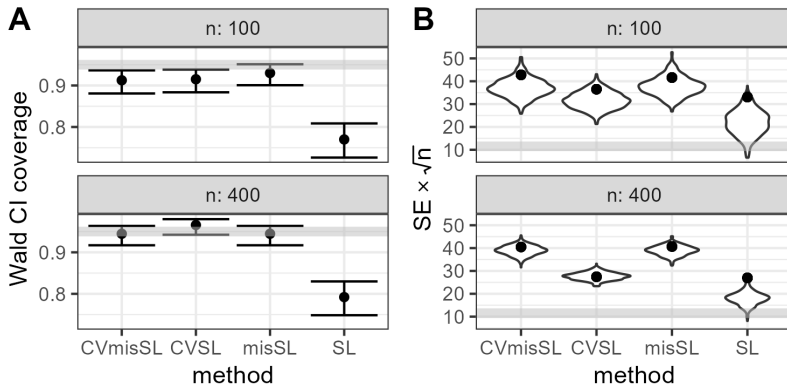 A
n: 100
Wald CI coverage
0.9
0.8
n: 400
0.9
0.8
CVmisSL CVSL misSL SL
method
B
n: 100
SE × √n
50
40
30
20
10
n: 400
50
40
30
20
10
CVmisSL CVSL misSL SL
method